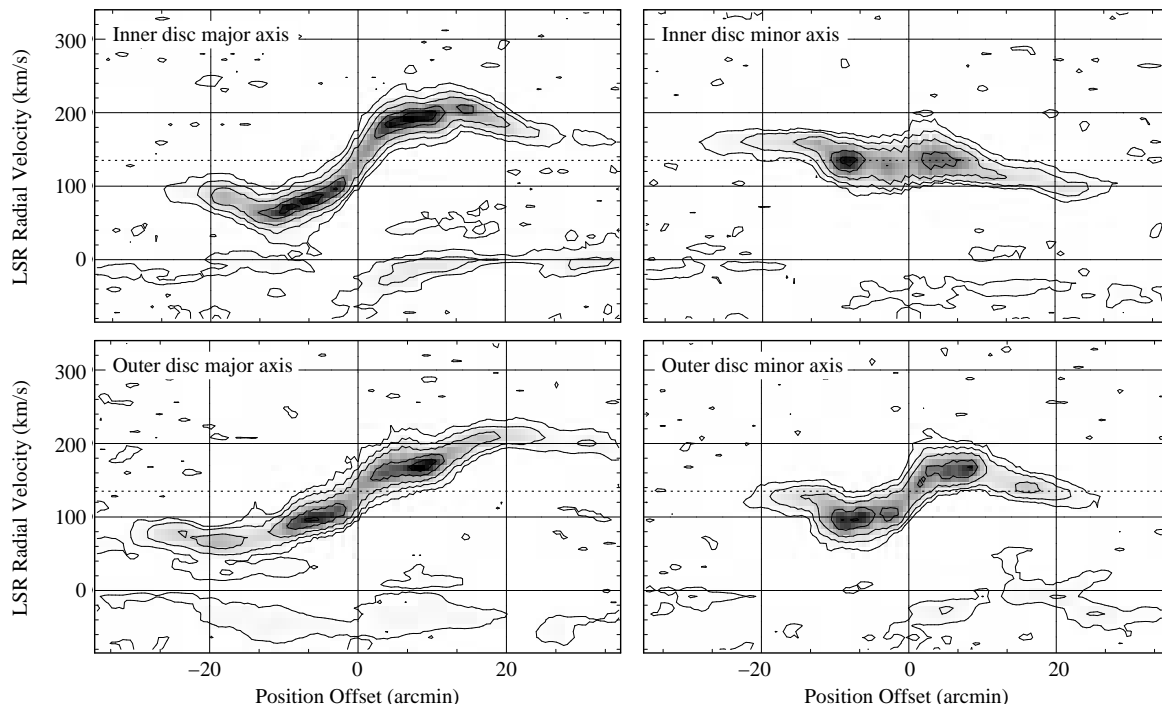 Inner disc major axis
Inner disc minor axis
300
200
100
0
LSR Radial Velocity (km/s)
Outer disc major axis
Outer disc minor axis
300
200
100
0
LSR Radial Velocity (km/s)
−20
0
20
−20
0
20
Position Offset (arcmin)
Position Offset (arcmin)